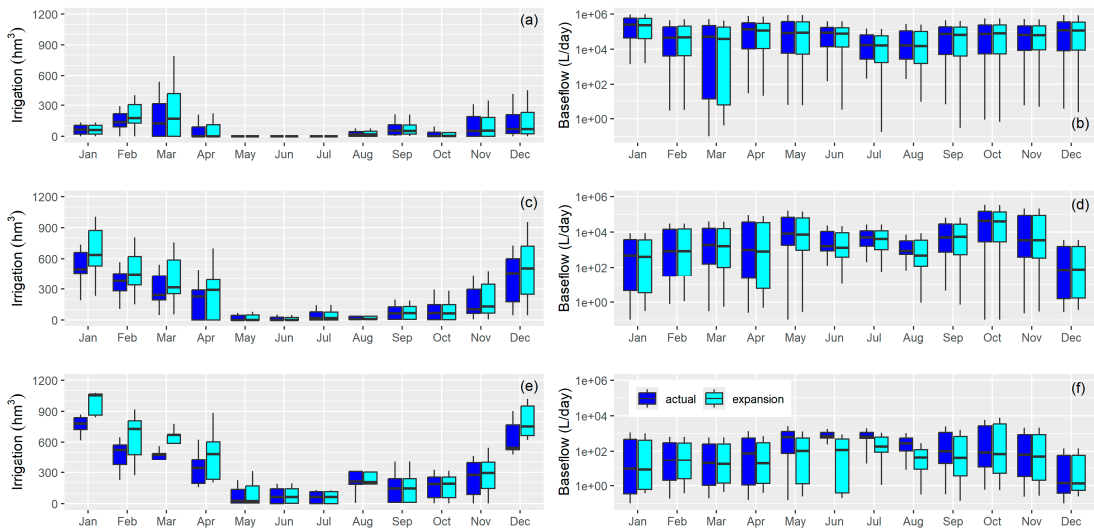 (a)
Irrigation (hm³)
1200
900
600
300
0
Jan Feb Mar Apr May Jun Jul Aug Sep Oct Nov Dec
(b)
Baseflow (L/day)
1e+06
1e+04
1e+02
1e+00
Jan Feb Mar Apr May Jun Jul Aug Sep Oct Nov Dec
(c)
Irrigation (hm³)
1200
900
600
300
0
Jan Feb Mar Apr May Jun Jul Aug Sep Oct Nov Dec
(d)
Baseflow (L/day)
1e+06
1e+04
1e+02
1e+00
Jan Feb Mar Apr May Jun Jul Aug Sep Oct Nov Dec
(e)
Irrigation (hm³)
1200
900
600
300
0
Jan Feb Mar Apr May Jun Jul Aug Sep Oct Nov Dec
(f)
actual expansion
Baseflow (L/day)
1e+06
1e+04
1e+02
1e+00
Jan Feb Mar Apr May Jun Jul Aug Sep Oct Nov Dec